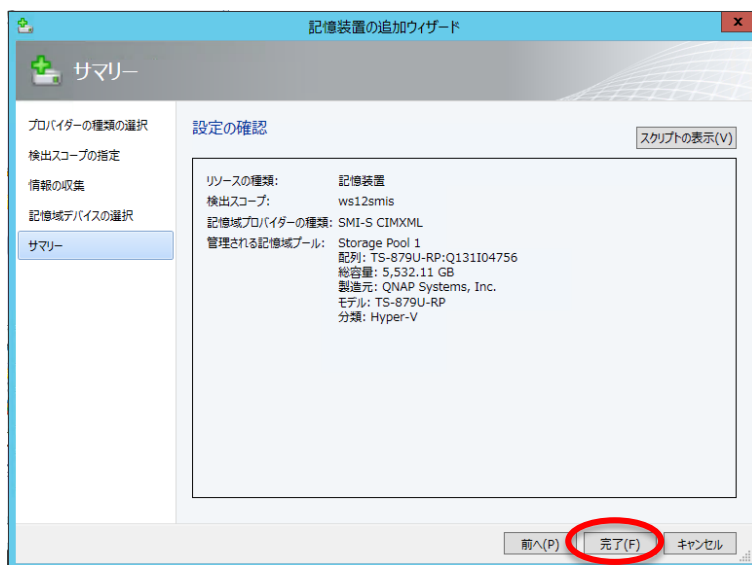 記憶装置の追加ウィザード
x
サマリー
プロバイダーの種類の選択
検出スコープの指定
情報の収集
記憶域デバイスの選択
サマリー
設定の確認
スクリプトの表示(V)
リソースの種類: 記憶装置
検出スコープ: ws12smis
記憶域プロバイダーの種類: SMI-S CIMXML
管理される記憶域プール: Storage Pool 1
配列: TS-879U-RP:Q131I04756
総容量: 5,532.11 GB
製造元: QNAP Systems, Inc.
モデル: TS-879U-RP
分類: Hyper-V
前へ(P) 完了(F) キャンセル